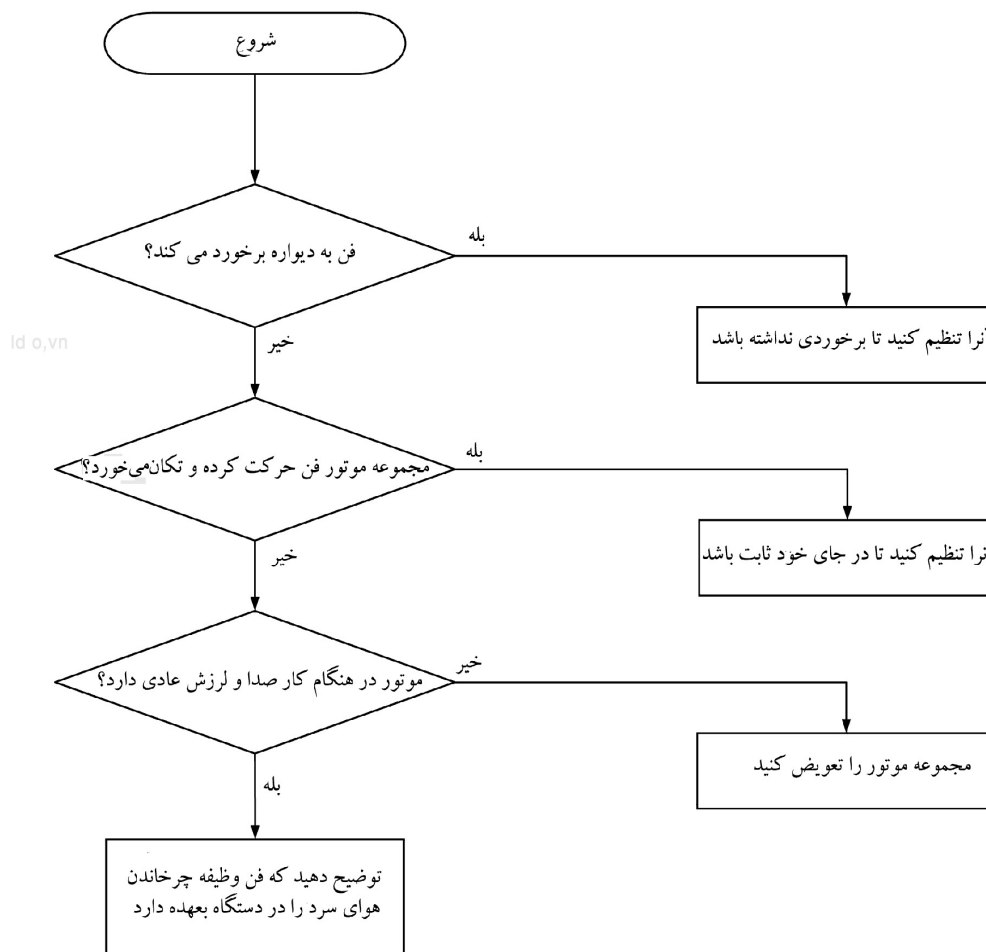 شروع
فن به دیواره برخورد می کند؟
بله
آنرا تنظیم کنید تا برخوردی نداشته باشد
خیر
مجموعه موتور فن حرکت کرده و تکان می‌خورد؟
بله
آنرا تنظیم کنید تا در جای خود ثابت باشد
خیر
موتور در هنگام کار صدا و لرزش عادی دارد؟
خیر
مجموعه موتور را تعویض کنید
بله
توضیح دهید که فن وظیفه چرخاندن
هوای سرد را در دستگاه بعهده دارد
ld o,vn